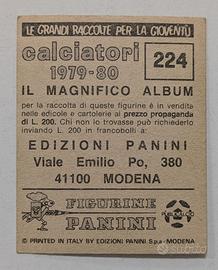 LE GRANDI RACCOLTE PER LA GIOVENTÙ
calciatori
1979-80
224
IL MAGNIFICO ALBUM
per la raccolta di queste figurine è in vendita
nelle edicole e cartolerie al prezzo propaganda
di L. 200. Chi non lo trovasse può richiederlo
inviando L. 200 in francobolli a:
EDIZIONI PANINI
Viale Emilio Po, 380
41100 MODENA
FIGURINE
PANINI
© PRINTED IN ITALY BY EDIZIONI PANINI S.p.A - MODENA
subito